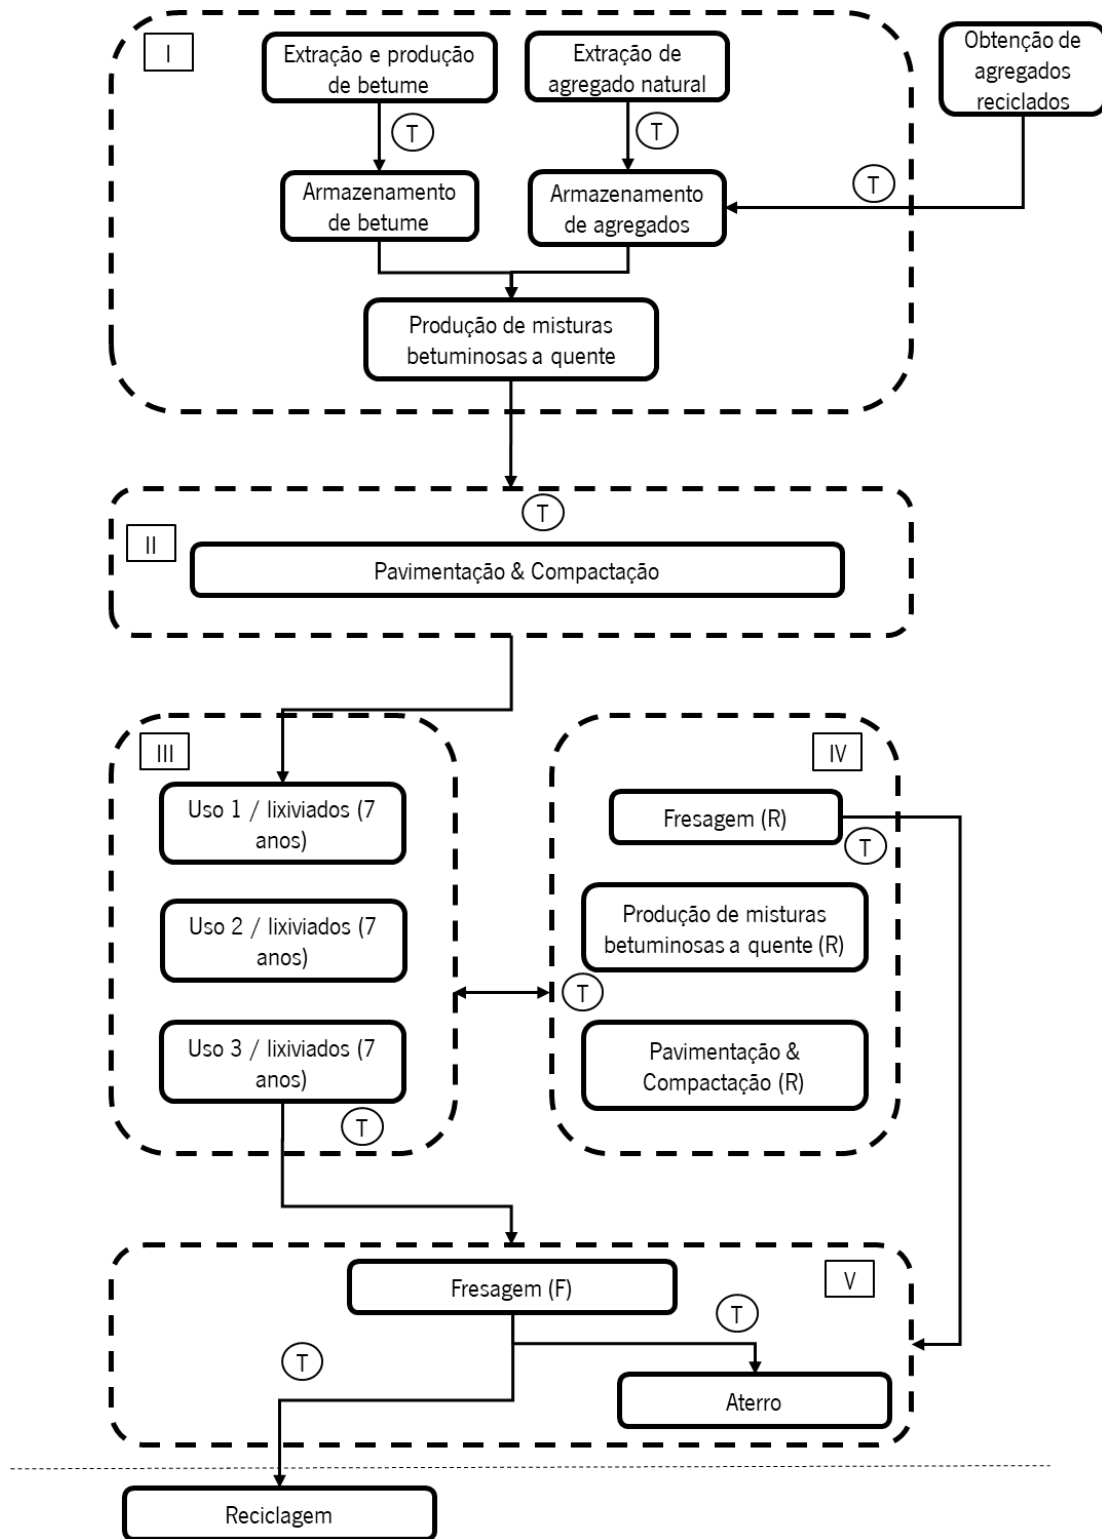 I
Extração e produção
de betume
Extração de
agregado natural
Obtenção de
agregados
reciclados
T
T
T
Armazenamento
de betume
Armazenamento
de agregados
Produção de misturas
betuminosas a quente
T
II
Pavimentação & Compactação
III
IV
Uso 1 / lixiviados (7
anos)
Fresagem (R)
T
Uso 2 / lixiviados (7
anos)
Produção de misturas
betuminosas a quente (R)
T
Uso 3 / lixiviados (7
anos)
Pavimentação &
Compactação (R)
T
Fresagem (F)
V
T
T
Aterro
Reciclagem